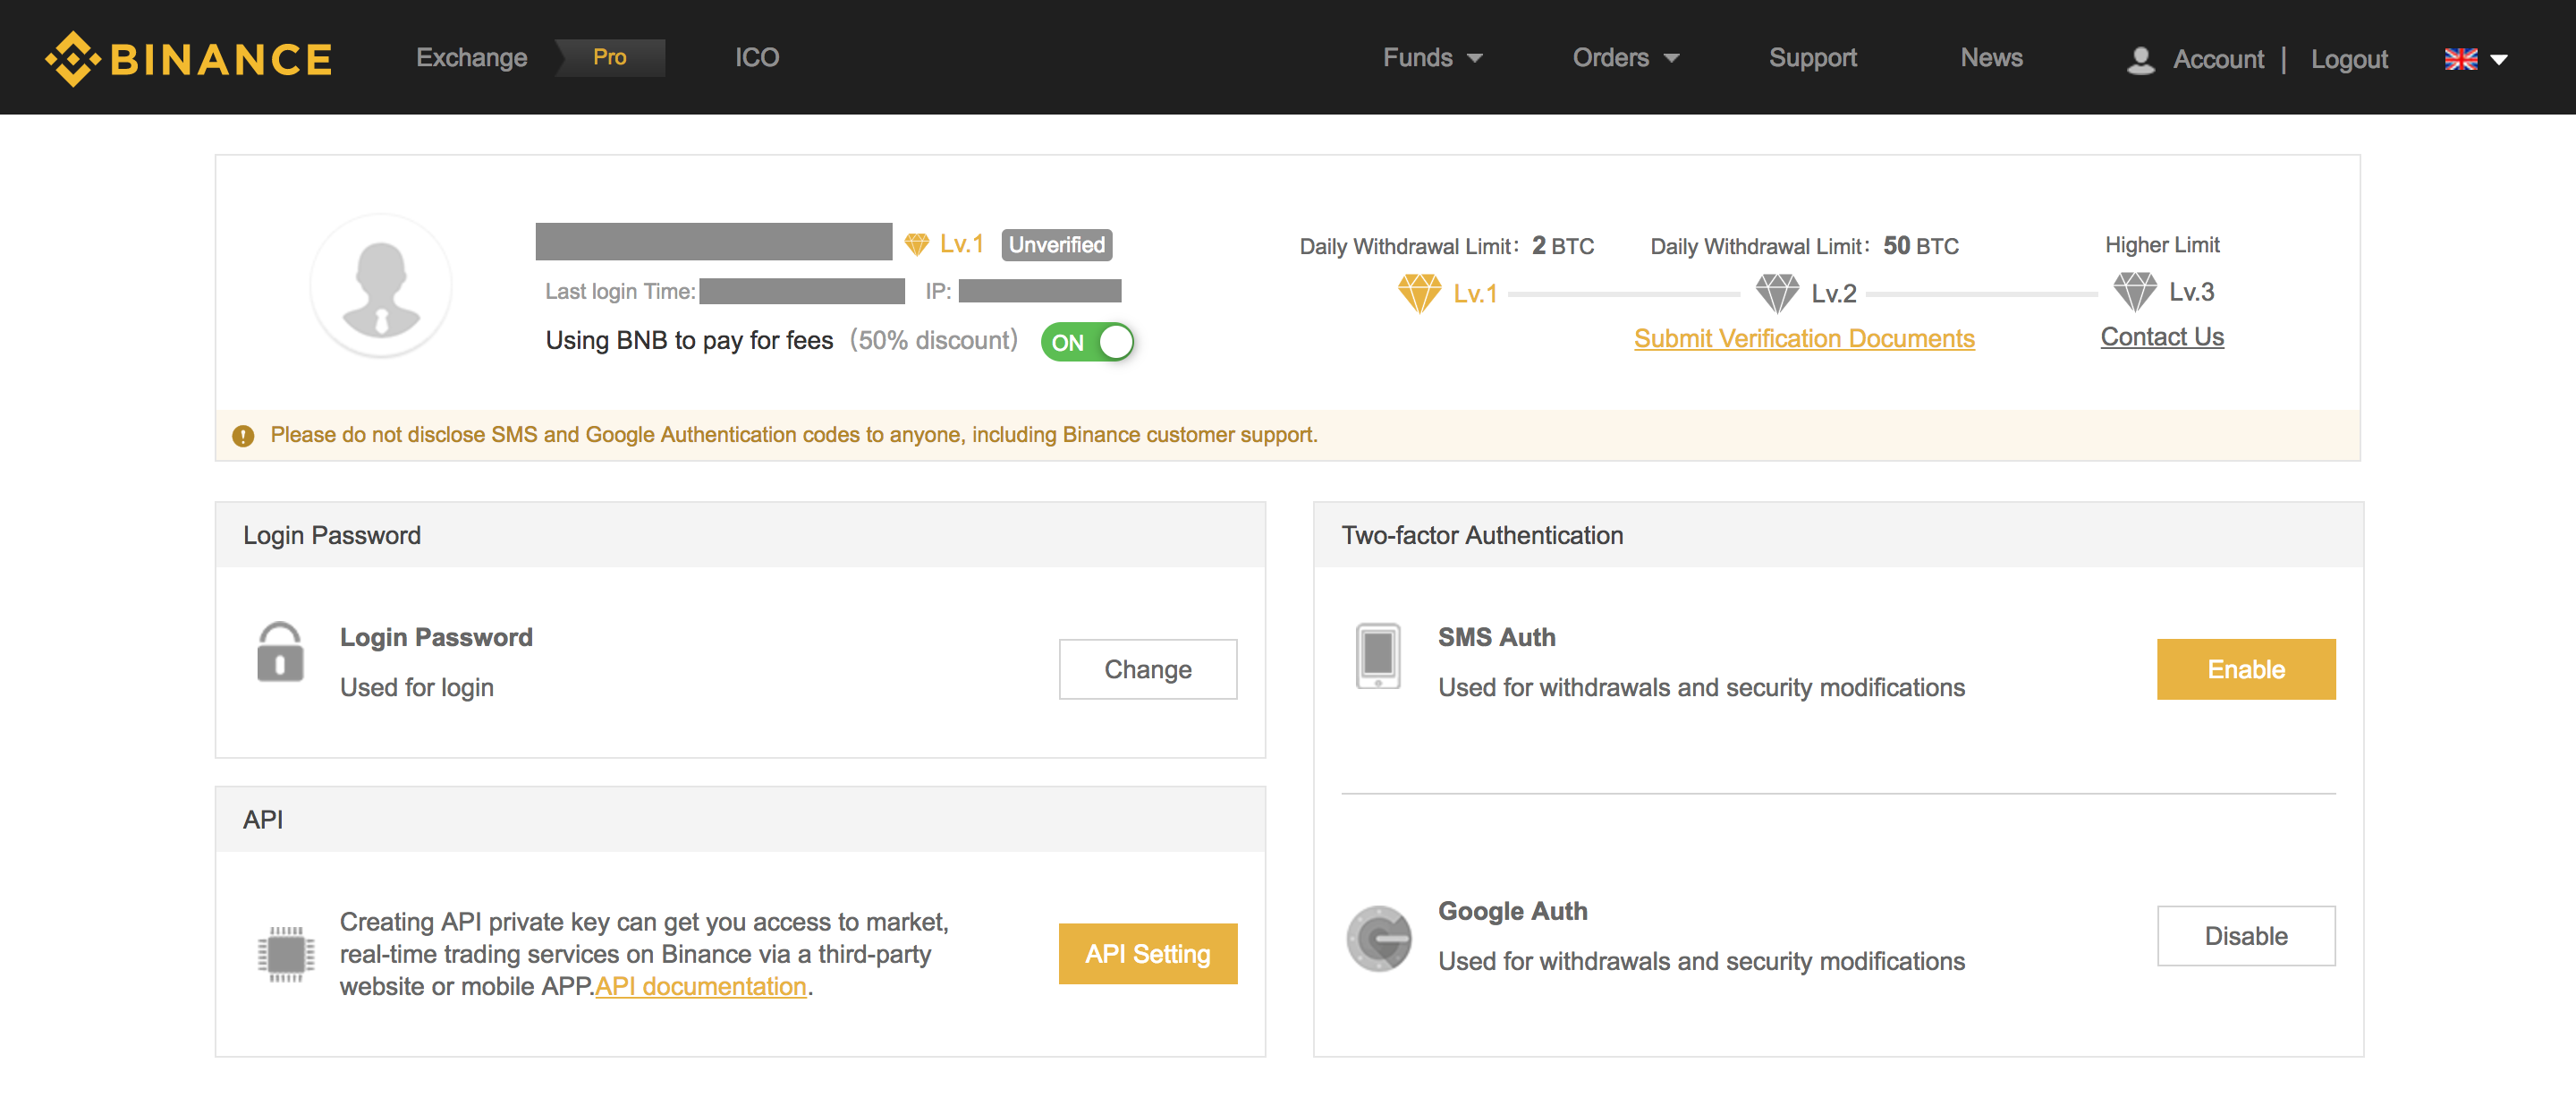 BINANCE Exchange Pro ICO Funds Orders Support News Account | Logout
Lv.1 Unverified
Last login Time: IP:
Using BNB to pay for fees (50% discount) ON
Daily Withdrawal Limit: 2 BTC Daily Withdrawal Limit: 50 BTC Higher Limit
Lv.1 Lv.2 Lv.3
Submit Verification Documents Contact Us
Please do not disclose SMS and Google Authentication codes to anyone, including Binance customer support.
Login Password
Login Password
Used for login
Change
API
Creating API private key can get you access to market,
real-time trading services on Binance via a third-party
website or mobile APP.API documentation.
API Setting
Two-factor Authentication
SMS Auth
Used for withdrawals and security modifications
Enable
Google Auth
Used for withdrawals and security modifications
Disable